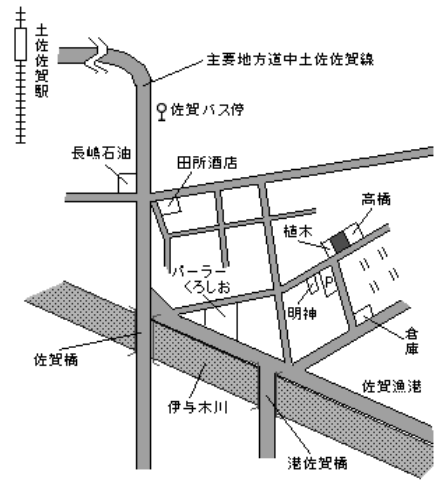 土佐佐賀駅
主要地方道中土佐佐賀線
佐賀バス停
長嶋石油
田所酒店
高橋
植木
パーラー
くろしお
P
明神
倉庫
佐賀橋
佐賀漁港
伊与木川
港佐賀橋